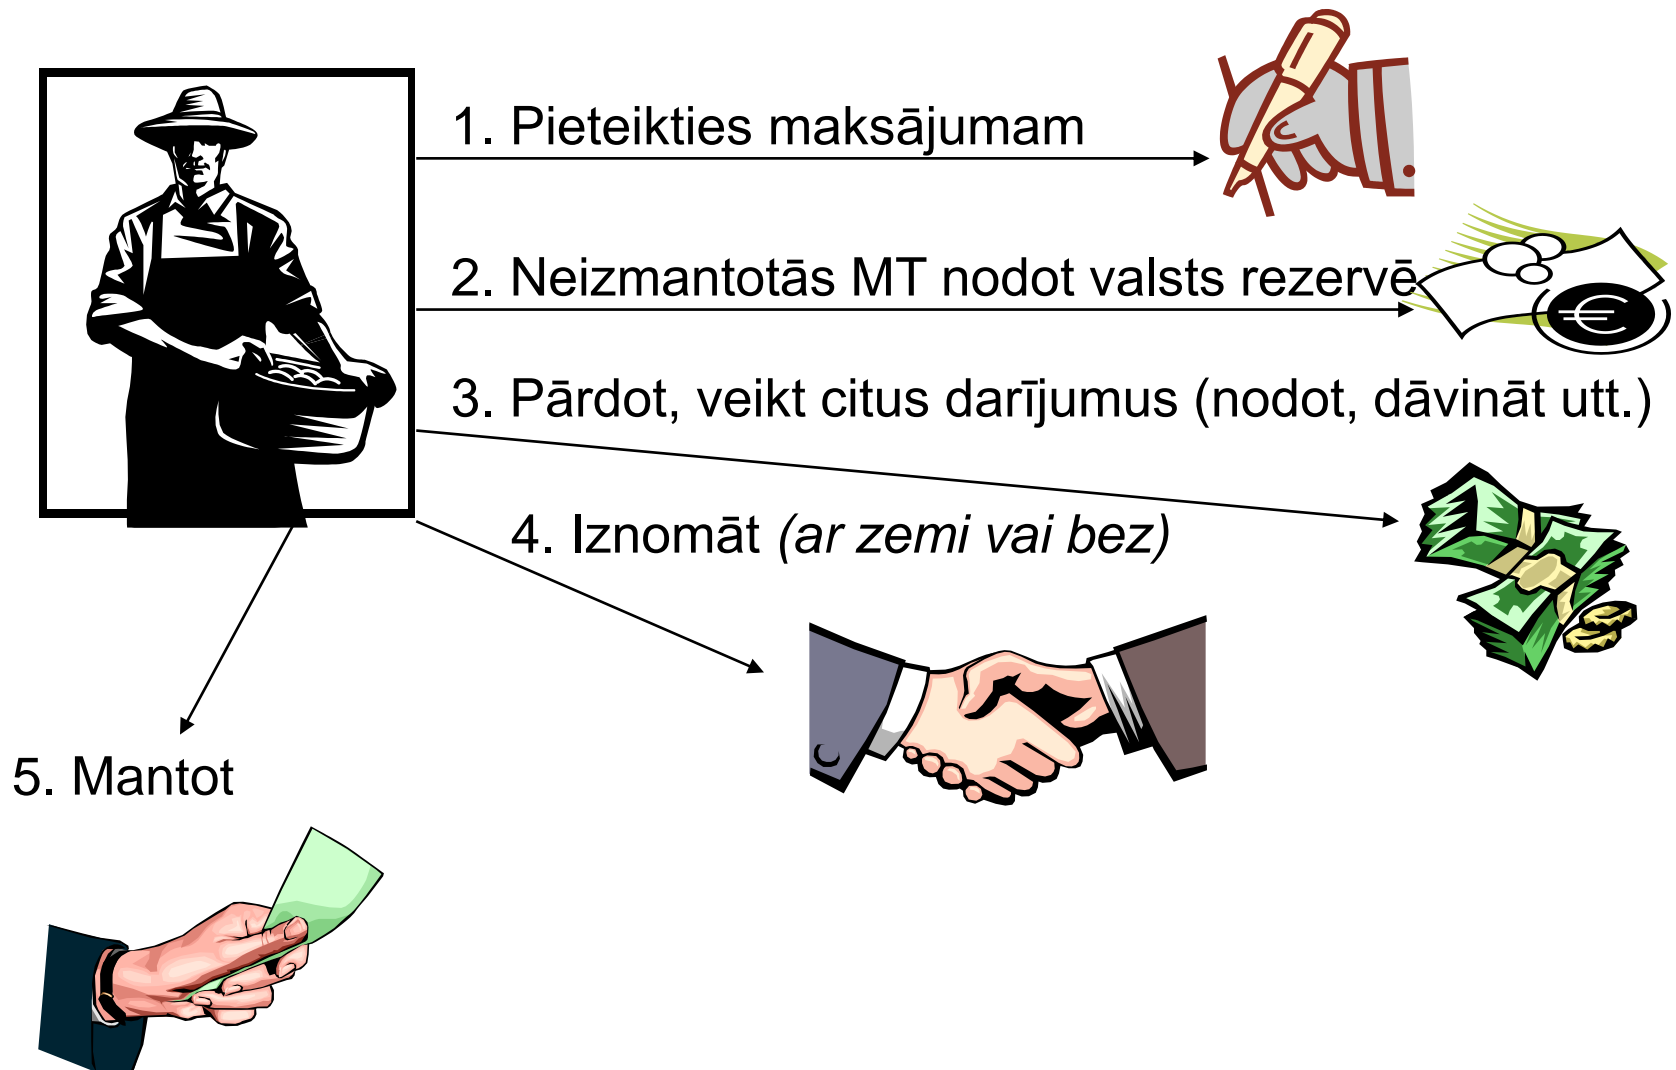 1. Pieteikties maksājumam
2. Neizmantotās MT nodot valsts rezervē
3. Pārdot, veikt citus darījumus (nodot, dāvināt utt.)
4. Iznomāt (ar zemi vai bez)
5. Mantot